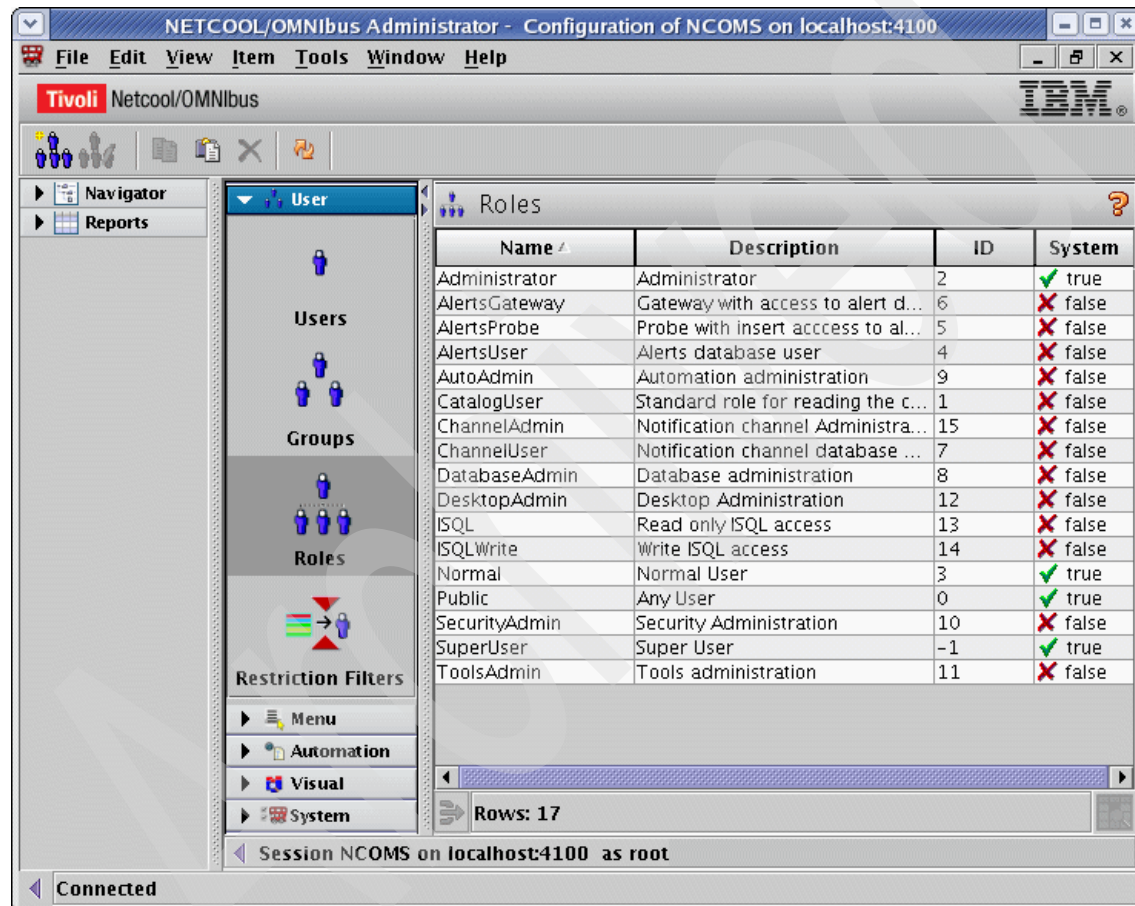 NETCOOL/OMNIbus Administrator - Configuration of NCOMS on localhost:4100
File Edit View Item Tools Window Help
Tivoli Netcool/OMNIbus
IBM®
Navigator
Reports
User
Users
Groups
Roles
Restriction Filters
Menu
Automation
Visual
System
Roles
Name Description ID System
Administrator Administrator 2 true
AlertsGateway Gateway with access to alert d... 6 false
AlertsProbe Probe with insert acccess to al... 5 false
AlertsUser Alerts database user 4 false
AutoAdmin Automation administration 9 false
CatalogUser Standard role for reading the c... 1 false
ChannelAdmin Notification channel Administra... 15 false
ChannelUser Notification channel database ... 7 false
DatabaseAdmin Database administration 8 false
DesktopAdmin Desktop Administration 12 false
ISQL Read only ISQL access 13 false
ISQLWrite Write ISQL access 14 false
Normal Normal User 3 true
Public Any User 0 true
SecurityAdmin Security Administration 10 false
SuperUser Super User -1 true
ToolsAdmin Tools administration 11 false
Rows: 17
Session NCOMS on localhost:4100 as root
Connected